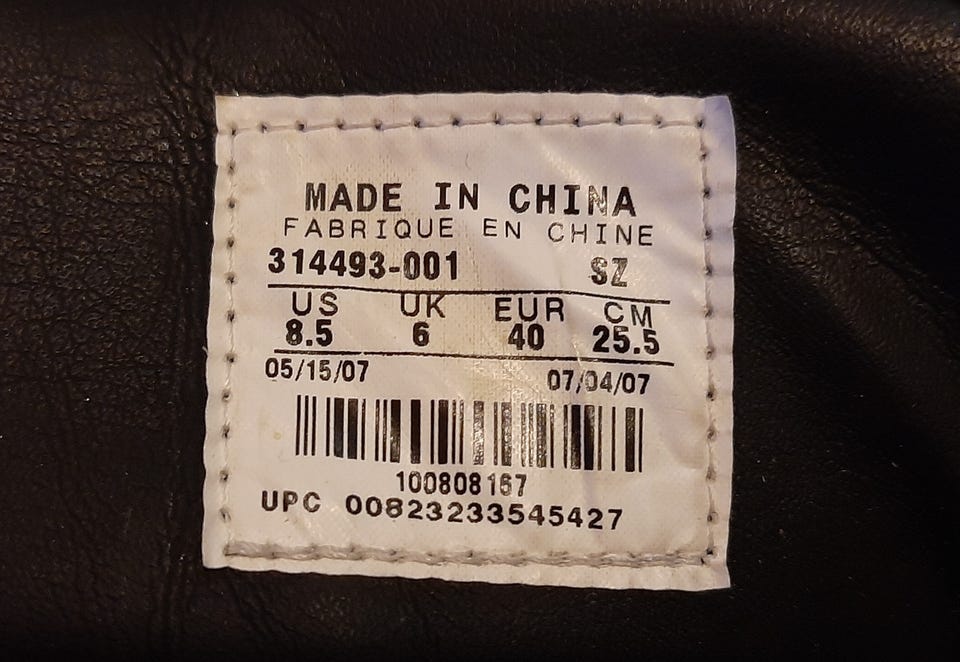 MADE IN CHINA
FABRIQUE EN CHINE
314493-001 SZ
US UK EUR CM
8.5 6 40 25.5
05/15/07 07/04/07
100808167
UPC 00823233545427